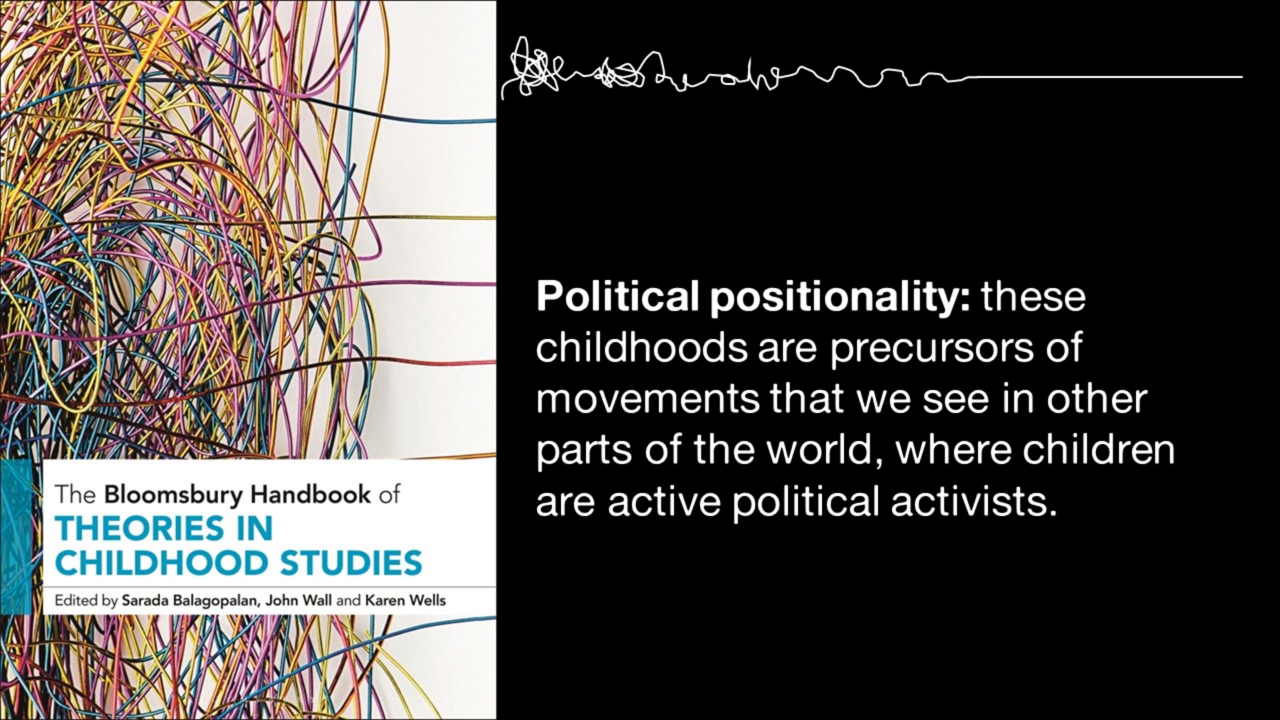 The Bloomsbury Handbook of
THEORIES IN
CHILDHOOD STUDIES
Edited by Sarada Balagopalan, John Wall and Karen Wells
Political positionality: these
childhoods are precursors of
movements that we see in other
parts of the world, where children
are active political activists.